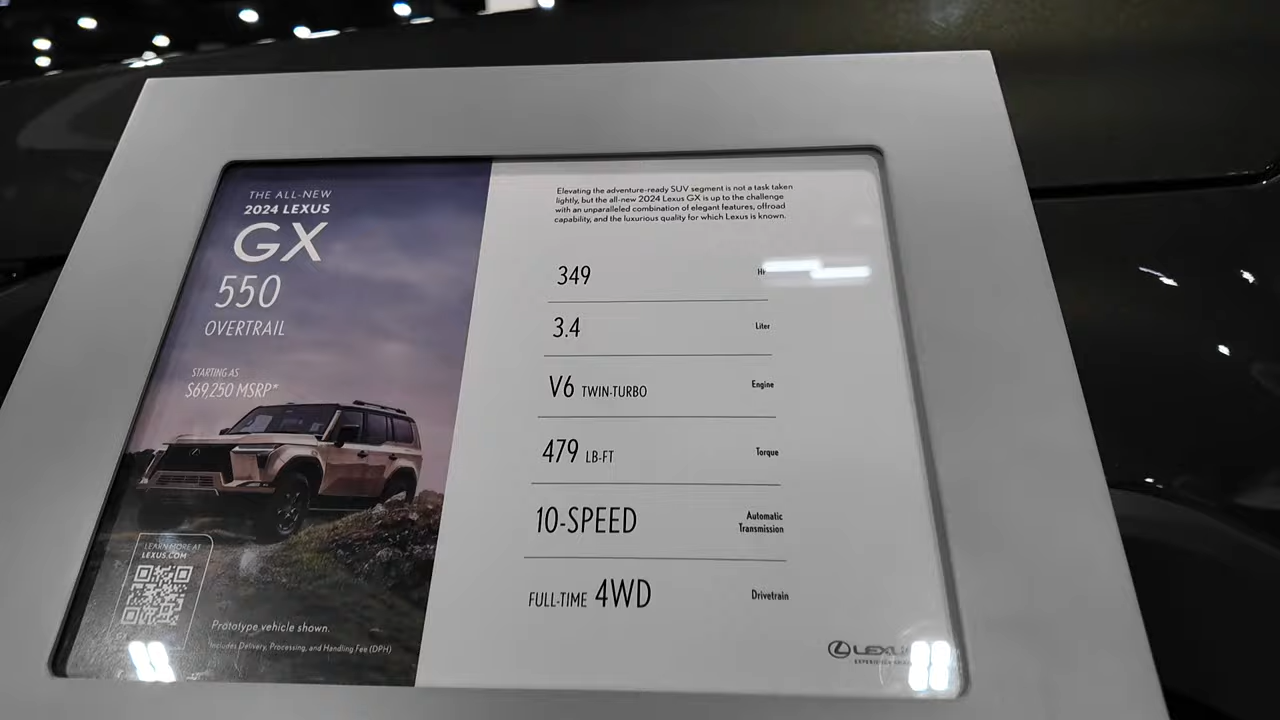 THE ALL-NEW
2024 LEXUS
GX
550
OVERTRAIL
STARTING AS
$69,250 MSRP*
LEARN MORE AT
LEXUS.COM
Prototype vehicle shown.
*Includes Delivery, Processing, and Handling Fee (DPH)
Elevating the adventure-ready SUV segment is not a task taken
lightly, but the all-new 2024 Lexus GX is up to the challenge
with an unparalleled combination of elegant features, offroad
capability, and the luxurious quality for which Lexus is known.
349 HP
3.4 Liter
V6 TWIN-TURBO Engine
479 LB-FT Torque
10-SPEED Automatic
Transmission
FULL-TIME 4WD Drivetrain
LEXUS
EXPERIENCE